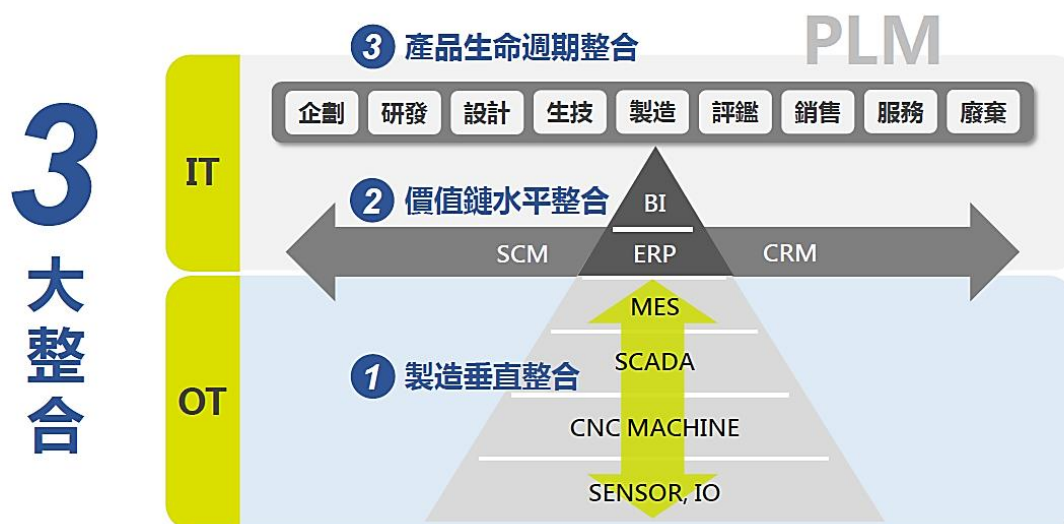 3
大
整
合
IT
OT
PLM
3 產品生命週期整合
企劃 研發 設計 生技 製造 評鑑 銷售 服務 廢棄
2 價值鏈水平整合
BI
SCM ERP CRM
MES
1 製造垂直整合
SCADA
CNC MACHINE
SENSOR, IO